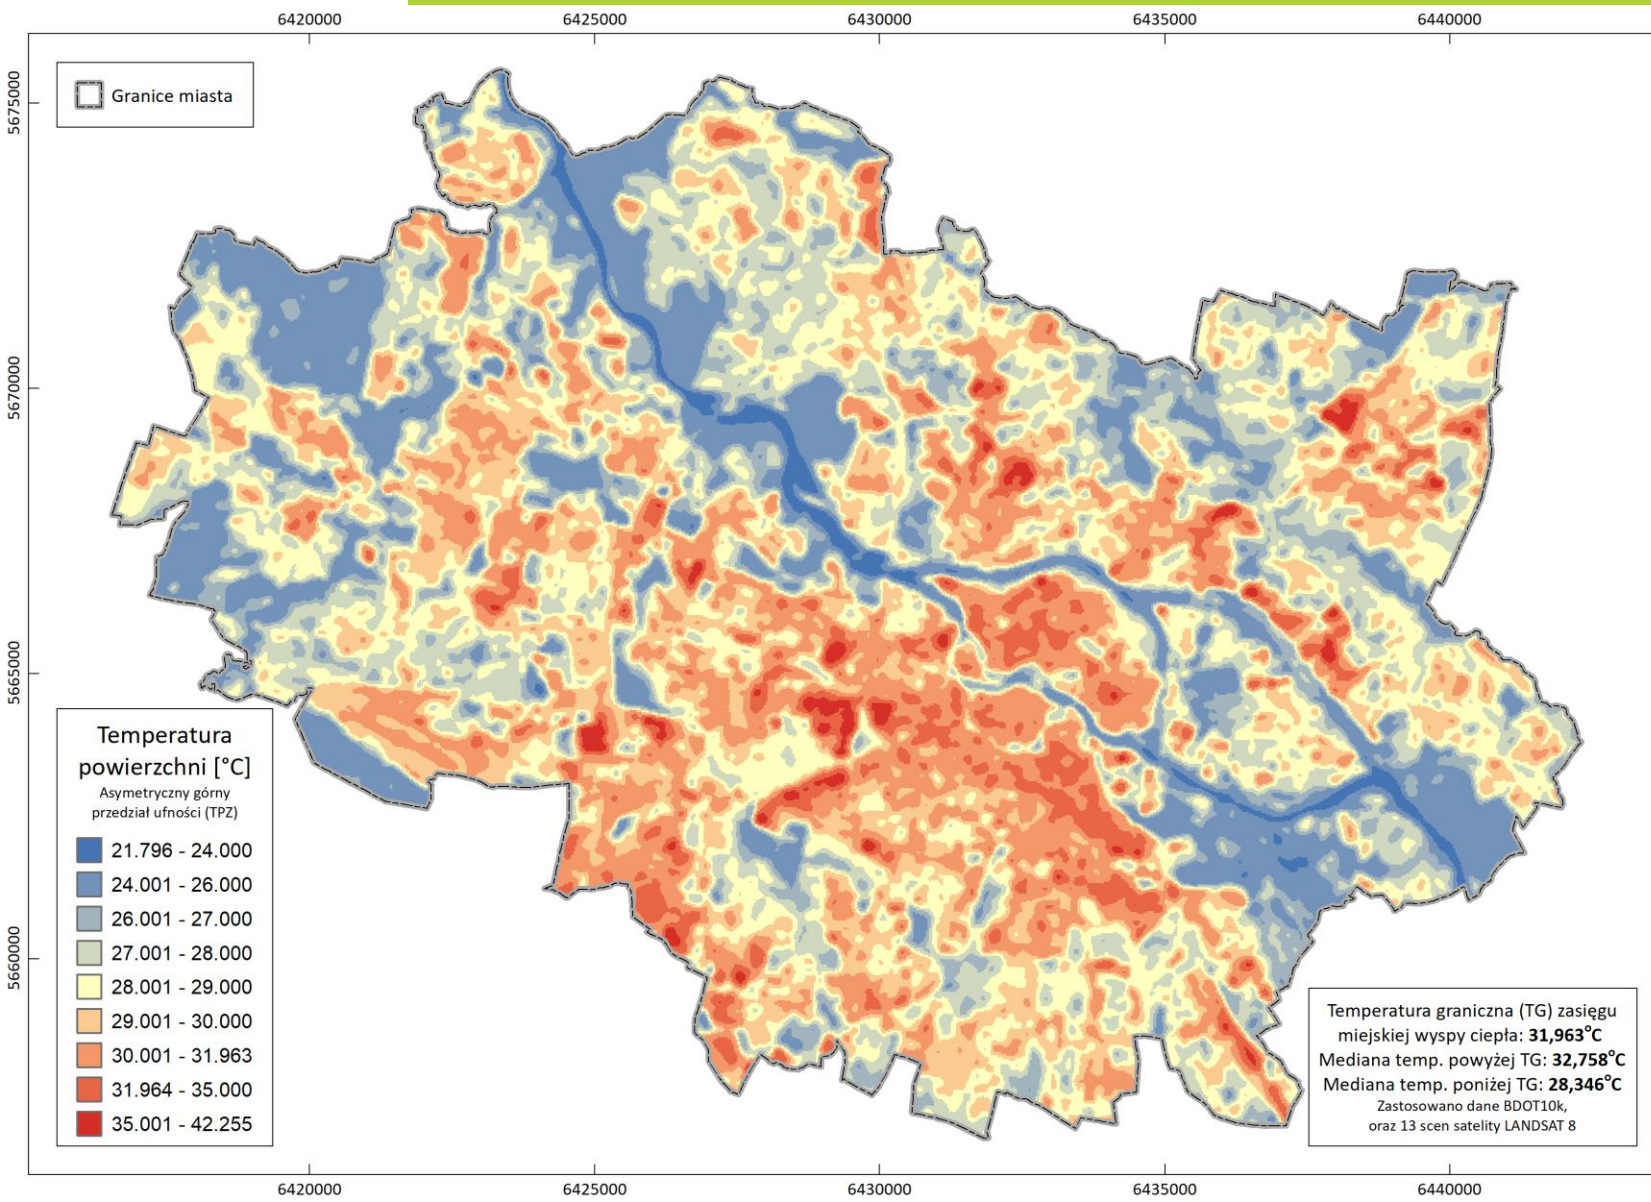 6420000 6425000 6430000 6435000 6440000
5675000
5670000
5665000
5660000
Granice miasta
Temperatura
powierzchni [°C]
Asymetryczny górny
przedział ufności (TPZ)
21.796 - 24.000
24.001 - 26.000
26.001 - 27.000
27.001 - 28.000
28.001 - 29.000
29.001 - 30.000
30.001 - 31.963
31.964 - 35.000
35.001 - 42.255
Temperatura graniczna (TG) zasięgu
miejskiej wyspy ciepła: 31,963°C
Mediana temp. powyżej TG: 32,758°C
Mediana temp. poniżej TG: 28,346°C
Zastosowano dane BDOT10k,
oraz 13 scen satelity LANDSAT 8
6420000 6425000 6430000 6435000 6440000